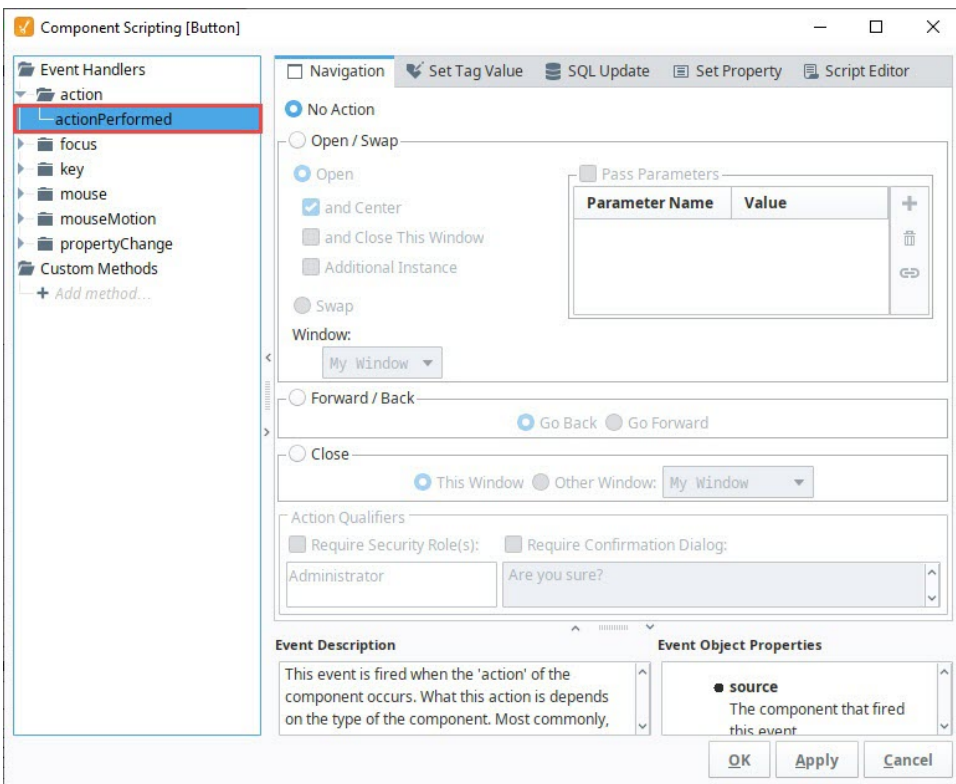 Component Scripting [Button]
Event Handlers
action
actionPerformed
focus
key
mouse
mouseMotion
propertyChange
Custom Methods
Add method...
Navigation
Set Tag Value
SQL Update
Set Property
Script Editor
No Action
Open / Swap
Open
and Center
and Close This Window
Additional Instance
Swap
Window:
My Window
Pass Parameters
Parameter Name Value
Forward / Back
Go Back Go Forward
Close
This Window Other Window: My Window
Action Qualifiers
Require Security Role(s): Require Confirmation Dialog:
Administrator
Are you sure?
Event Description
This event is fired when the 'action' of the
component occurs. What this action is depends
on the type of the component. Most commonly,
Event Object Properties
source
The component that fired
this event
OK Apply Cancel